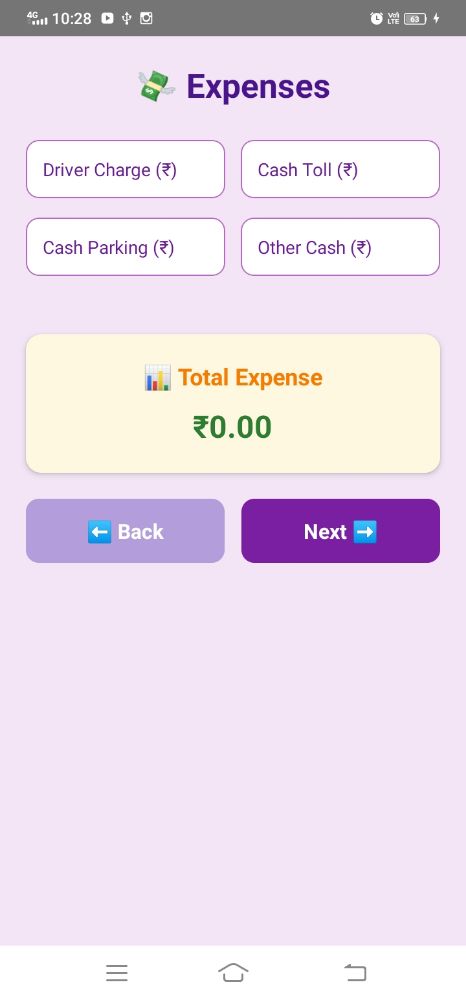 4G 10:28 VoI LTE 63
💸 Expenses
Driver Charge (₹) Cash Toll (₹)
Cash Parking (₹) Other Cash (₹)
📊 Total Expense
₹0.00
⬅️ Back Next ➡️